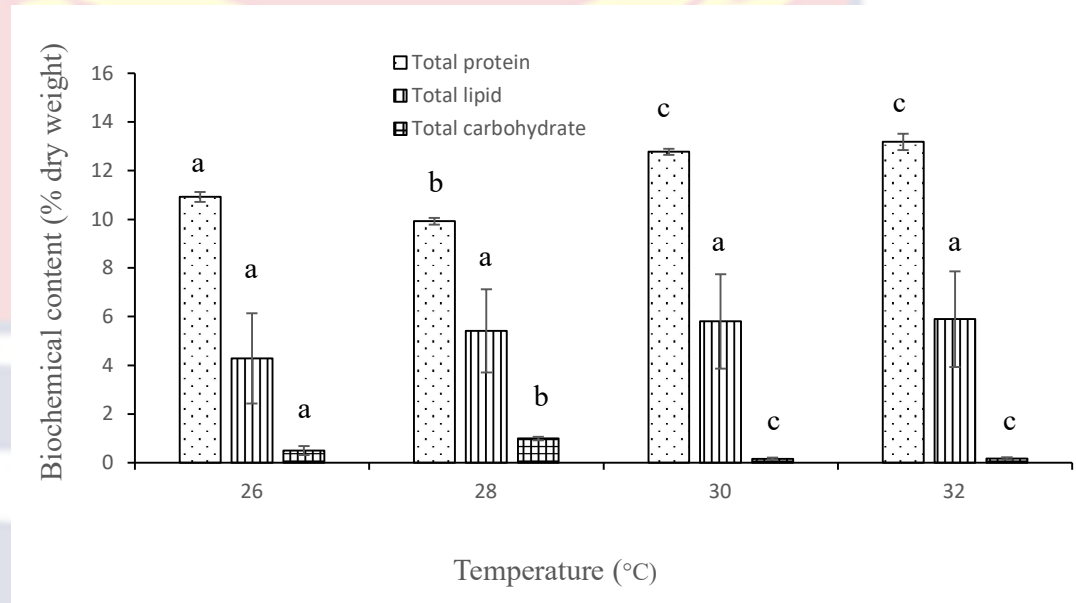 Biochemical content (% dry weight)
Total protein
Total lipid
Total carbohydrate
16
14
12
10
8
6
4
2
0
a
a
a
b
a
b
c
a
c
c
a
c
26 28 30 32
Temperature (°C)